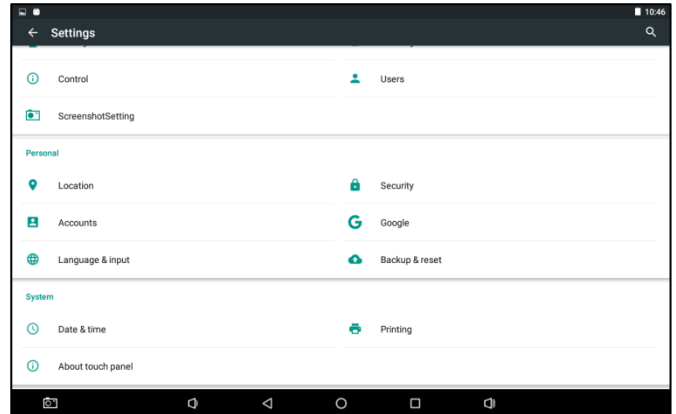 10:46
Settings
Control
Users
ScreenshotSetting
Personal
Location
Security
Accounts
Google
Language & input
Backup & reset
System
Date & time
Printing
About touch panel